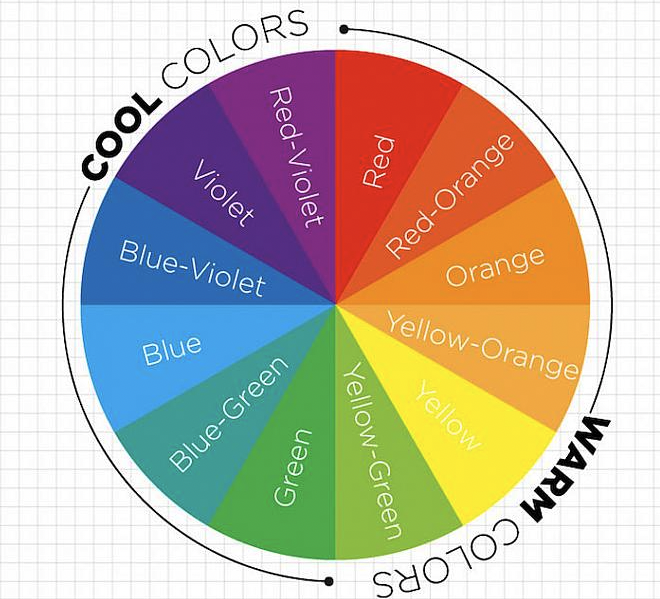 COOL COLORS
Red
Red-Orange
Orange
Yellow-Orange
Yellow
Yellow-Green
Green
Blue-Green
Blue
Blue-Violet
Violet
Red-Violet
WARM COLORS